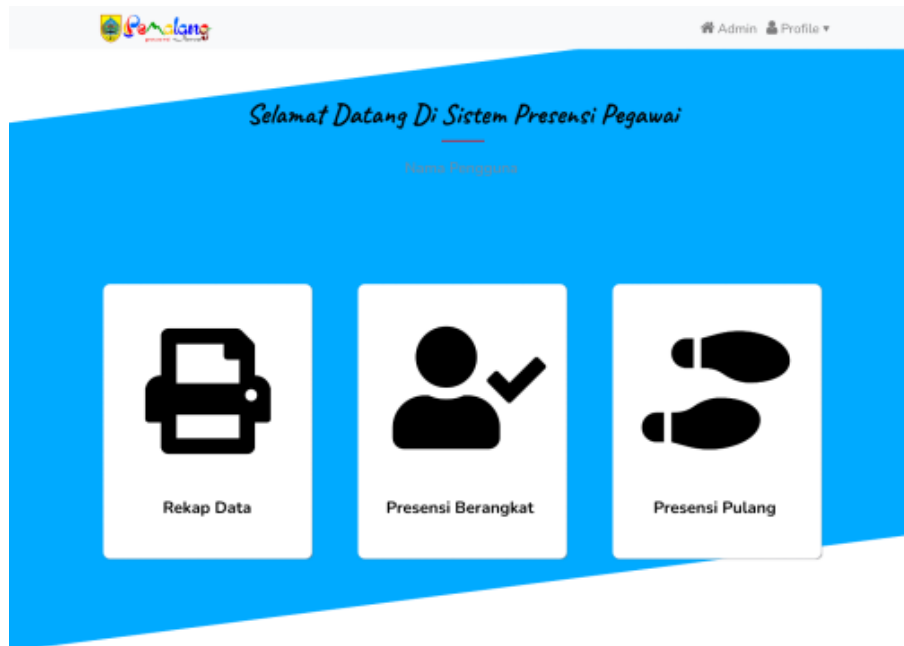 Pemalang
Admin Profile
Selamat Datang Di Sistem Presensi Pegawai
Nama Pengguna
Rekap Data
Presensi Berangkat
Presensi Pulang